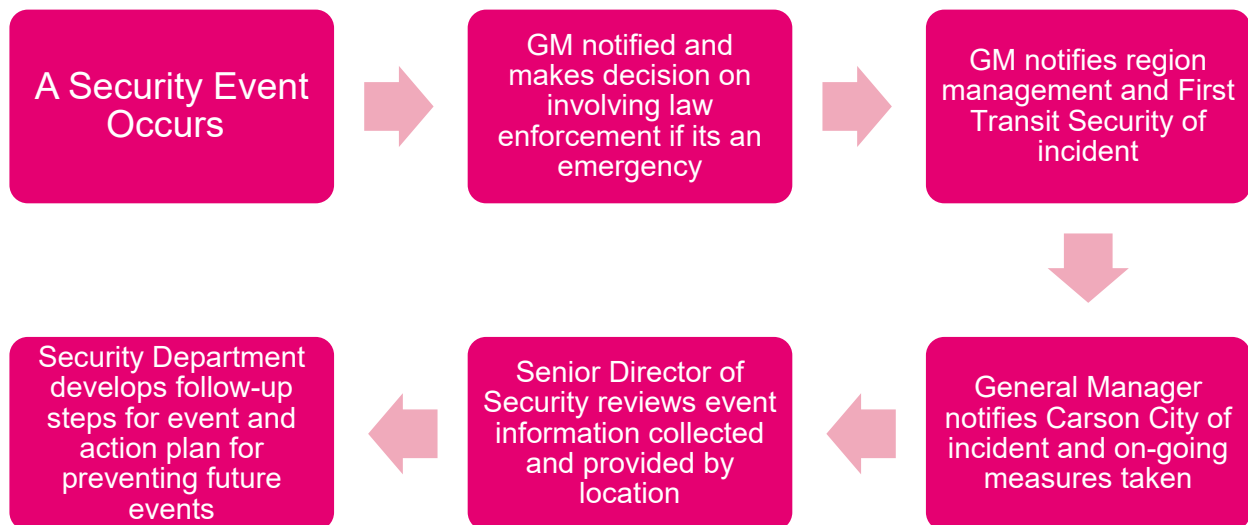 A Security Event
Occurs
GM notified and
makes decision on
involving law
enforcement if its an
emergency
GM notifies region
management and First
Transit Security of
incident
General Manager
notifies Carson City of
incident and on-going
measures taken
Senior Director of
Security reviews event
information collected
and provided by
location
Security Department
develops follow-up
steps for event and
action plan for
preventing future
events